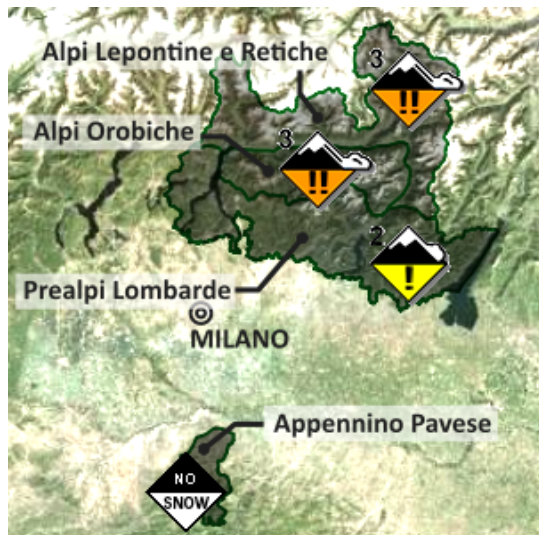 Alpi Lepontine e Retiche
3
!!
Alpi Orobiche
3
!!
2
!
Prealpi Lombarde
MILANO
Appennino Pavese
NO
SNOW